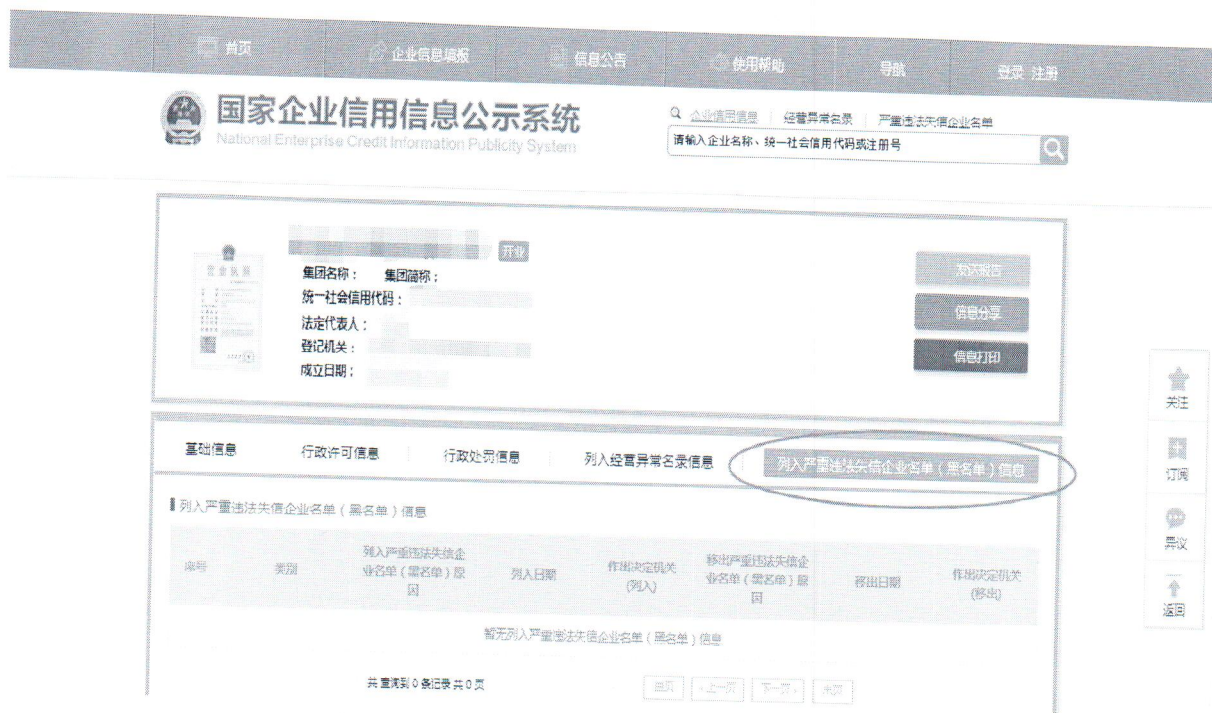 首页 企业信息填报 信息公告 使用帮助 导航 登录 注册
国家企业信用信息公示系统
National Enterprise Credit Information Publicity System
企业信用信息 经营异常名录 严重违法失信企业名单
请输入企业名称、统一社会信用代码或注册号
开业
营业执照
集团名称： 集团简称：
统一社会信用代码：
法定代表人：
登记机关：
成立日期：
发送报告
信息分享
信息打印
关注
订阅
异议
返回
基础信息 行政许可信息 行政处罚信息 列入经营异常名录信息 列入严重违法失信企业名单（黑名单）信息
列入严重违法失信企业名单（黑名单）信息
序号 类别 列入严重违法失信企业名单（黑名单）原因 列入日期 作出决定机关(列入) 移出严重违法失信企业名单（黑名单）原因 移出日期 作出决定机关(移出)
暂无列入严重违法失信企业名单（黑名单）信息
共查询到 0 条记录 共 0 页 首页 上一页 下一页 末页